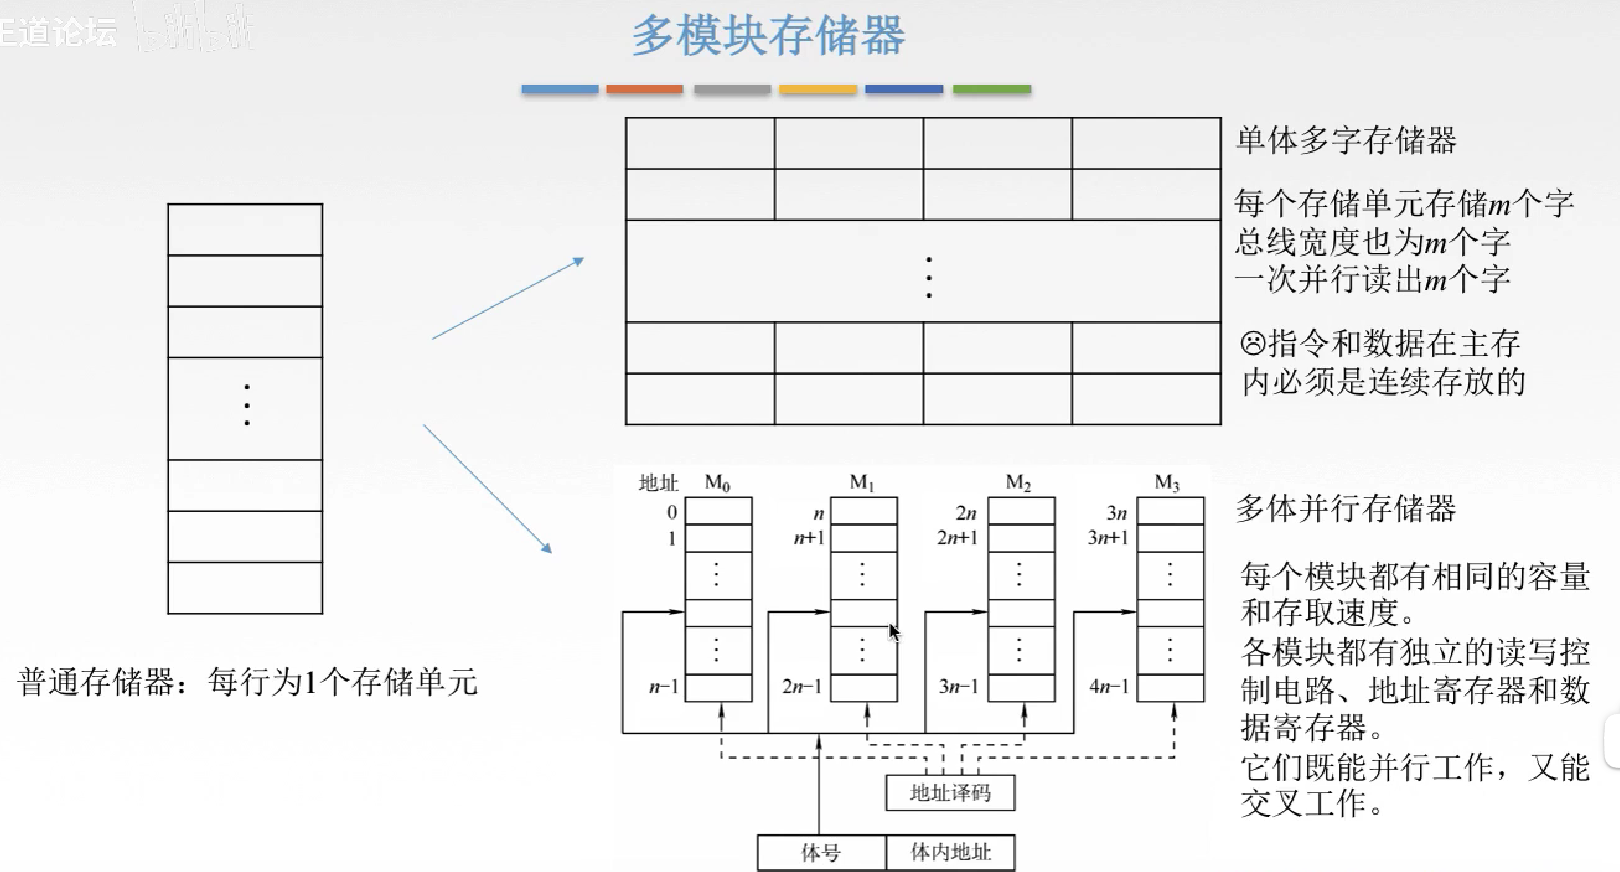 王道论坛
多模块存储器
单体多字存储器
每个存储单元存储m个字
总线宽度也为m个字
一次并行读出m个字
☹指令和数据在主存
内必须是连续存放的
普通存储器：每行为1个存储单元
地址 M₀ M₁ M₂ M₃
0 n 2n 3n
1 n+1 2n+1 3n+1
n−1 2n−1 3n−1 4n−1
地址译码
体号 体内地址
多体并行存储器
每个模块都有相同的容量
和存取速度。
各模块都有独立的读写控
制电路、地址寄存器和数
据寄存器。
它们既能并行工作，又能
交叉工作。